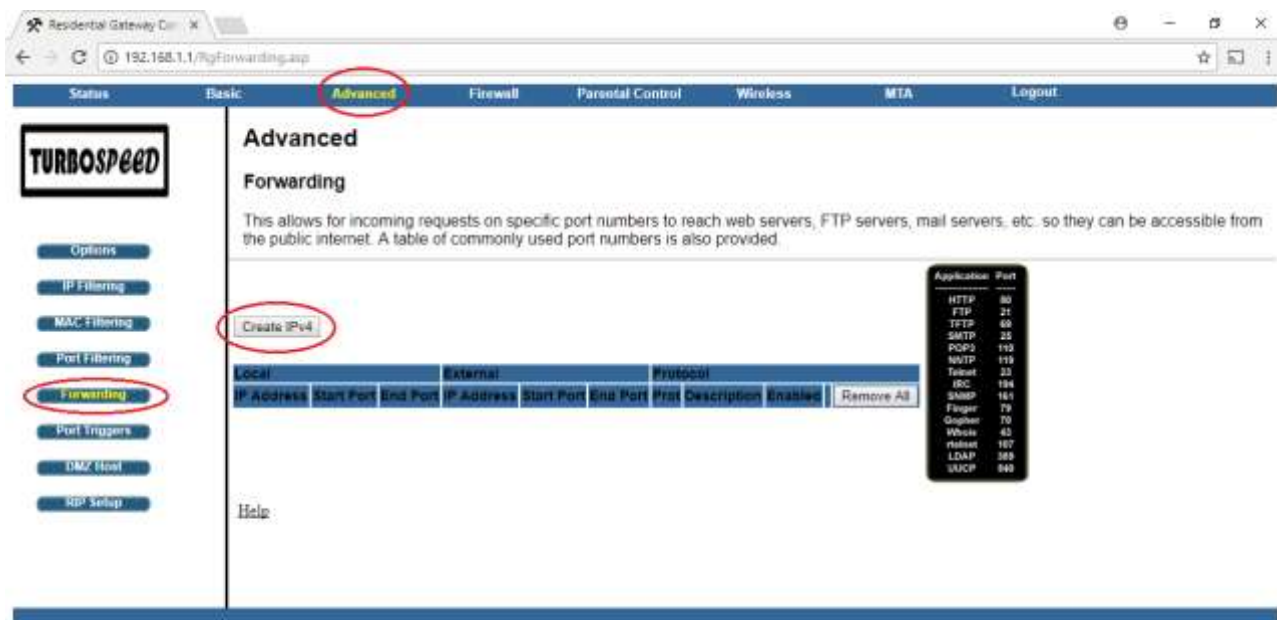 Residential Gateway Co
192.168.1.1/RgForwarding.asp
Status Basic Advanced Firewall Parental Control Wireless MTA Logout
TURBOSPEED
Options
IP Filtering
MAC Filtering
Port Filtering
Forwarding
Port Triggers
DMZ Host
RIP Setup
Advanced
Forwarding
This allows for incoming requests on specific port numbers to reach web servers, FTP servers, mail servers, etc. so they can be accessible from
the public internet. A table of commonly used port numbers is also provided.
Create IPv4
Local External Protocol
IP Address Start Port End Port IP Address Start Port End Port Prot Description Enabled Remove All
Help
Application Port
HTTP 80
FTP 21
TFTP 69
SMTP 25
POP3 110
NNTP 119
Telnet 23
IRC 194
SNMP 161
Finger 79
Gopher 70
Whois 43
rtelnet 107
LDAP 389
UUCP 540